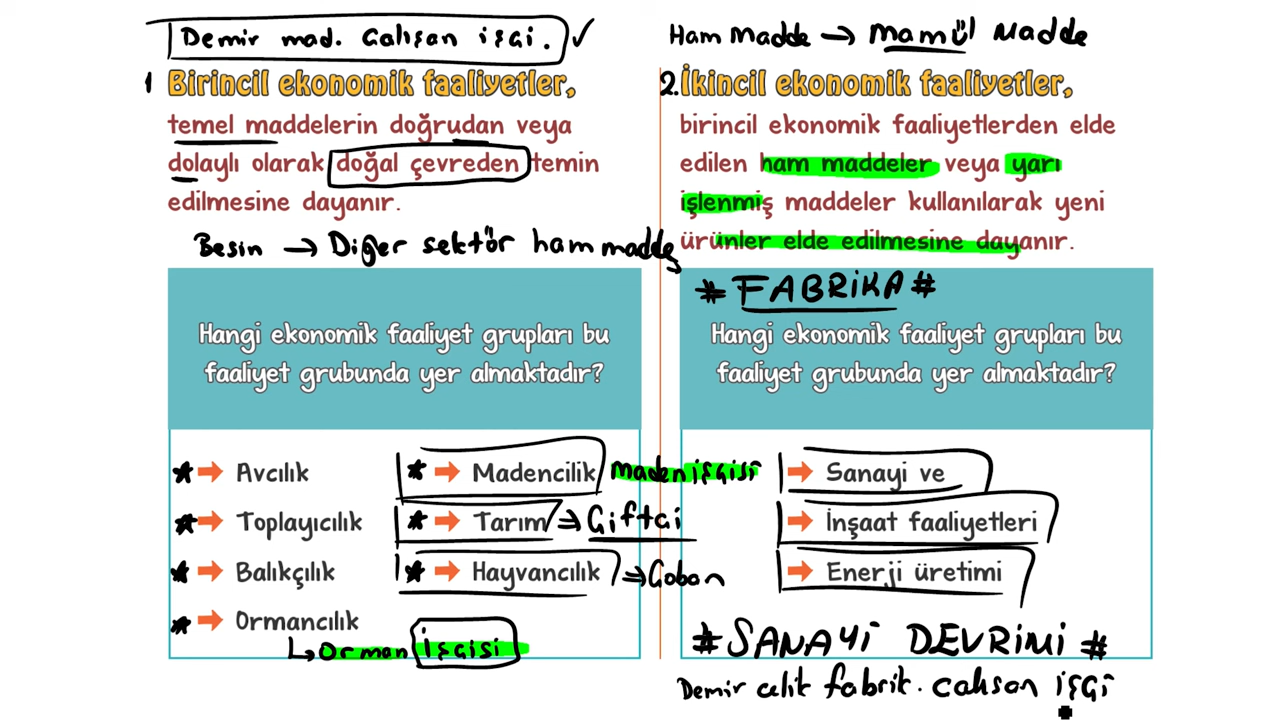 Demir mad. Çalışan işçi. ✓
1 Birincil ekonomik faaliyetler,
temel maddelerin doğrudan veya
dolaylı olarak doğal çevreden temin
edilmesine dayanır.
Besin → Diğer sektör ham madde
Hangi ekonomik faaliyet grupları bu
faaliyet grubunda yer almaktadır?
* → Avcılık
* → Toplayıcılık
* → Balıkçılık
* → Ormancılık
↳ Orman işçisi
* → Madencilik maden işçisi
* → Tarım ⇒ Çiftçi
* → Hayvancılık ⇒ Çoban
Ham Madde → mamül Madde
2. İkincil ekonomik faaliyetler,
birincil ekonomik faaliyetlerden elde
edilen ham maddeler veya yarı
işlenmiş maddeler kullanılarak yeni
ürünler elde edilmesine dayanır.
# FABRİKA #
Hangi ekonomik faaliyet grupları bu
faaliyet grubunda yer almaktadır?
→ Sanayi ve
→ İnşaat faaliyetleri
→ Enerji üretimi
# SANAYİ DEVRİMİ #
Demir çelik fabrik. çalışan işçi